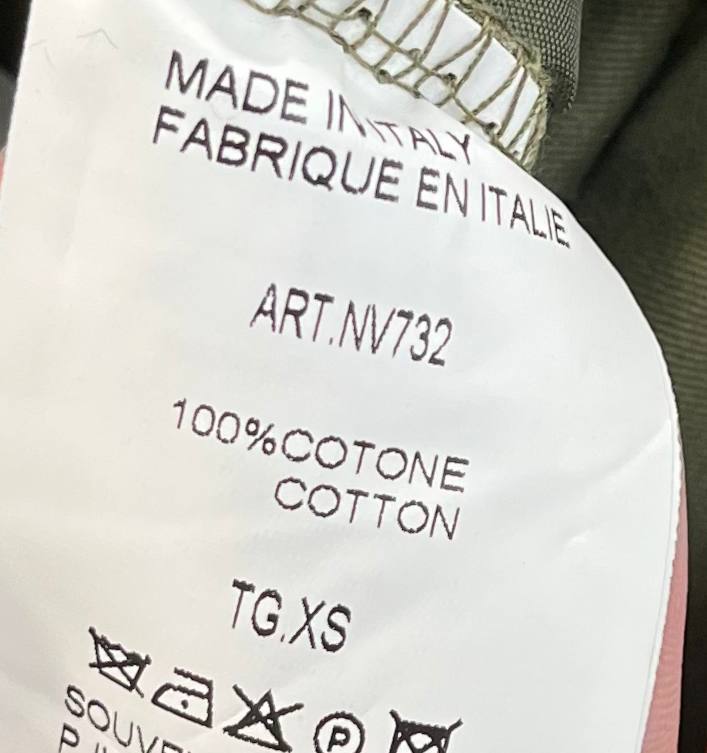 MADE IN ITALY
FABRIQUE EN ITALIE
ART.NV732
100%COTONE
COTTON
TG.XS
P